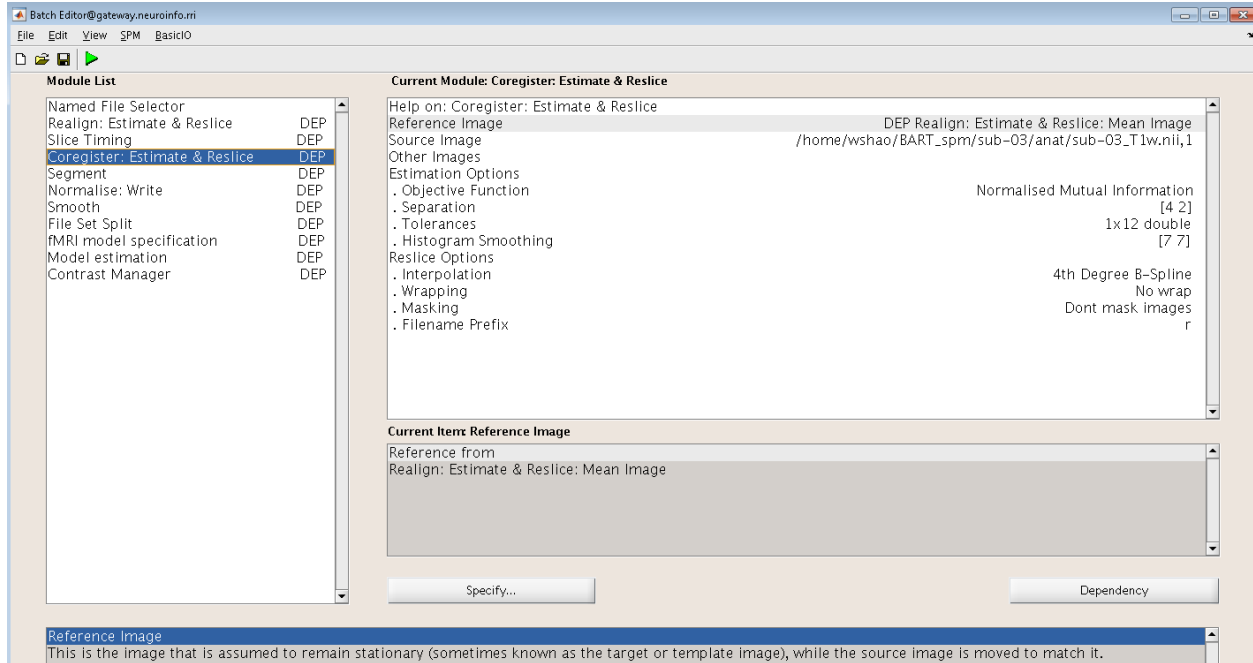 Batch Editor@gateway.neuroinfo.rri
File Edit View SPM BasicIO
Module List
Named File Selector
Realign: Estimate & Reslice DEP
Slice Timing DEP
Coregister: Estimate & Reslice DEP
Segment DEP
Normalise: Write DEP
Smooth DEP
File Set Split DEP
fMRI model specification DEP
Model estimation DEP
Contrast Manager DEP
Current Module: Coregister: Estimate & Reslice
Help on: Coregister: Estimate & Reslice
Reference Image DEP Realign: Estimate & Reslice: Mean Image
Source Image /home/wshao/BART_spm/sub-03/anat/sub-03_T1w.nii,1
Other Images
Estimation Options
. Objective Function Normalised Mutual Information
. Separation [4 2]
. Tolerances 1x12 double
. Histogram Smoothing [7 7]
Reslice Options
. Interpolation 4th Degree B-Spline
. Wrapping No wrap
. Masking Dont mask images
. Filename Prefix r
Current Item: Reference Image
Reference from
Realign: Estimate & Reslice: Mean Image
Specify... Dependency
Reference Image
This is the image that is assumed to remain stationary (sometimes known as the target or template image), while the source image is moved to match it.